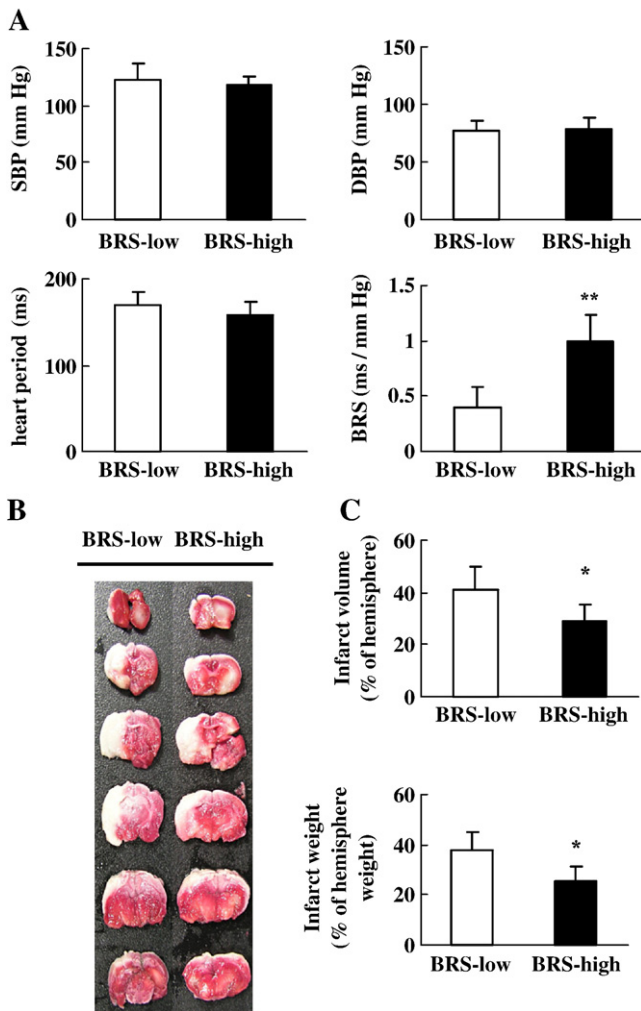 A
SBP (mm Hg)
150
100
50
0
BRS-low
BRS-high
DBP (mm Hg)
150
100
50
0
BRS-low
BRS-high
heart period (ms)
200
100
0
BRS-low
BRS-high
BRS (ms / mm Hg)
1.5
1
0.5
0
**
BRS-low
BRS-high
B
BRS-low BRS-high
C
Infarct volume
(% of hemisphere)
60
40
20
0
*
BRS-low
BRS-high
Infarct weight
(% of hemisphere
weight)
60
40
20
0
*
BRS-low
BRS-high